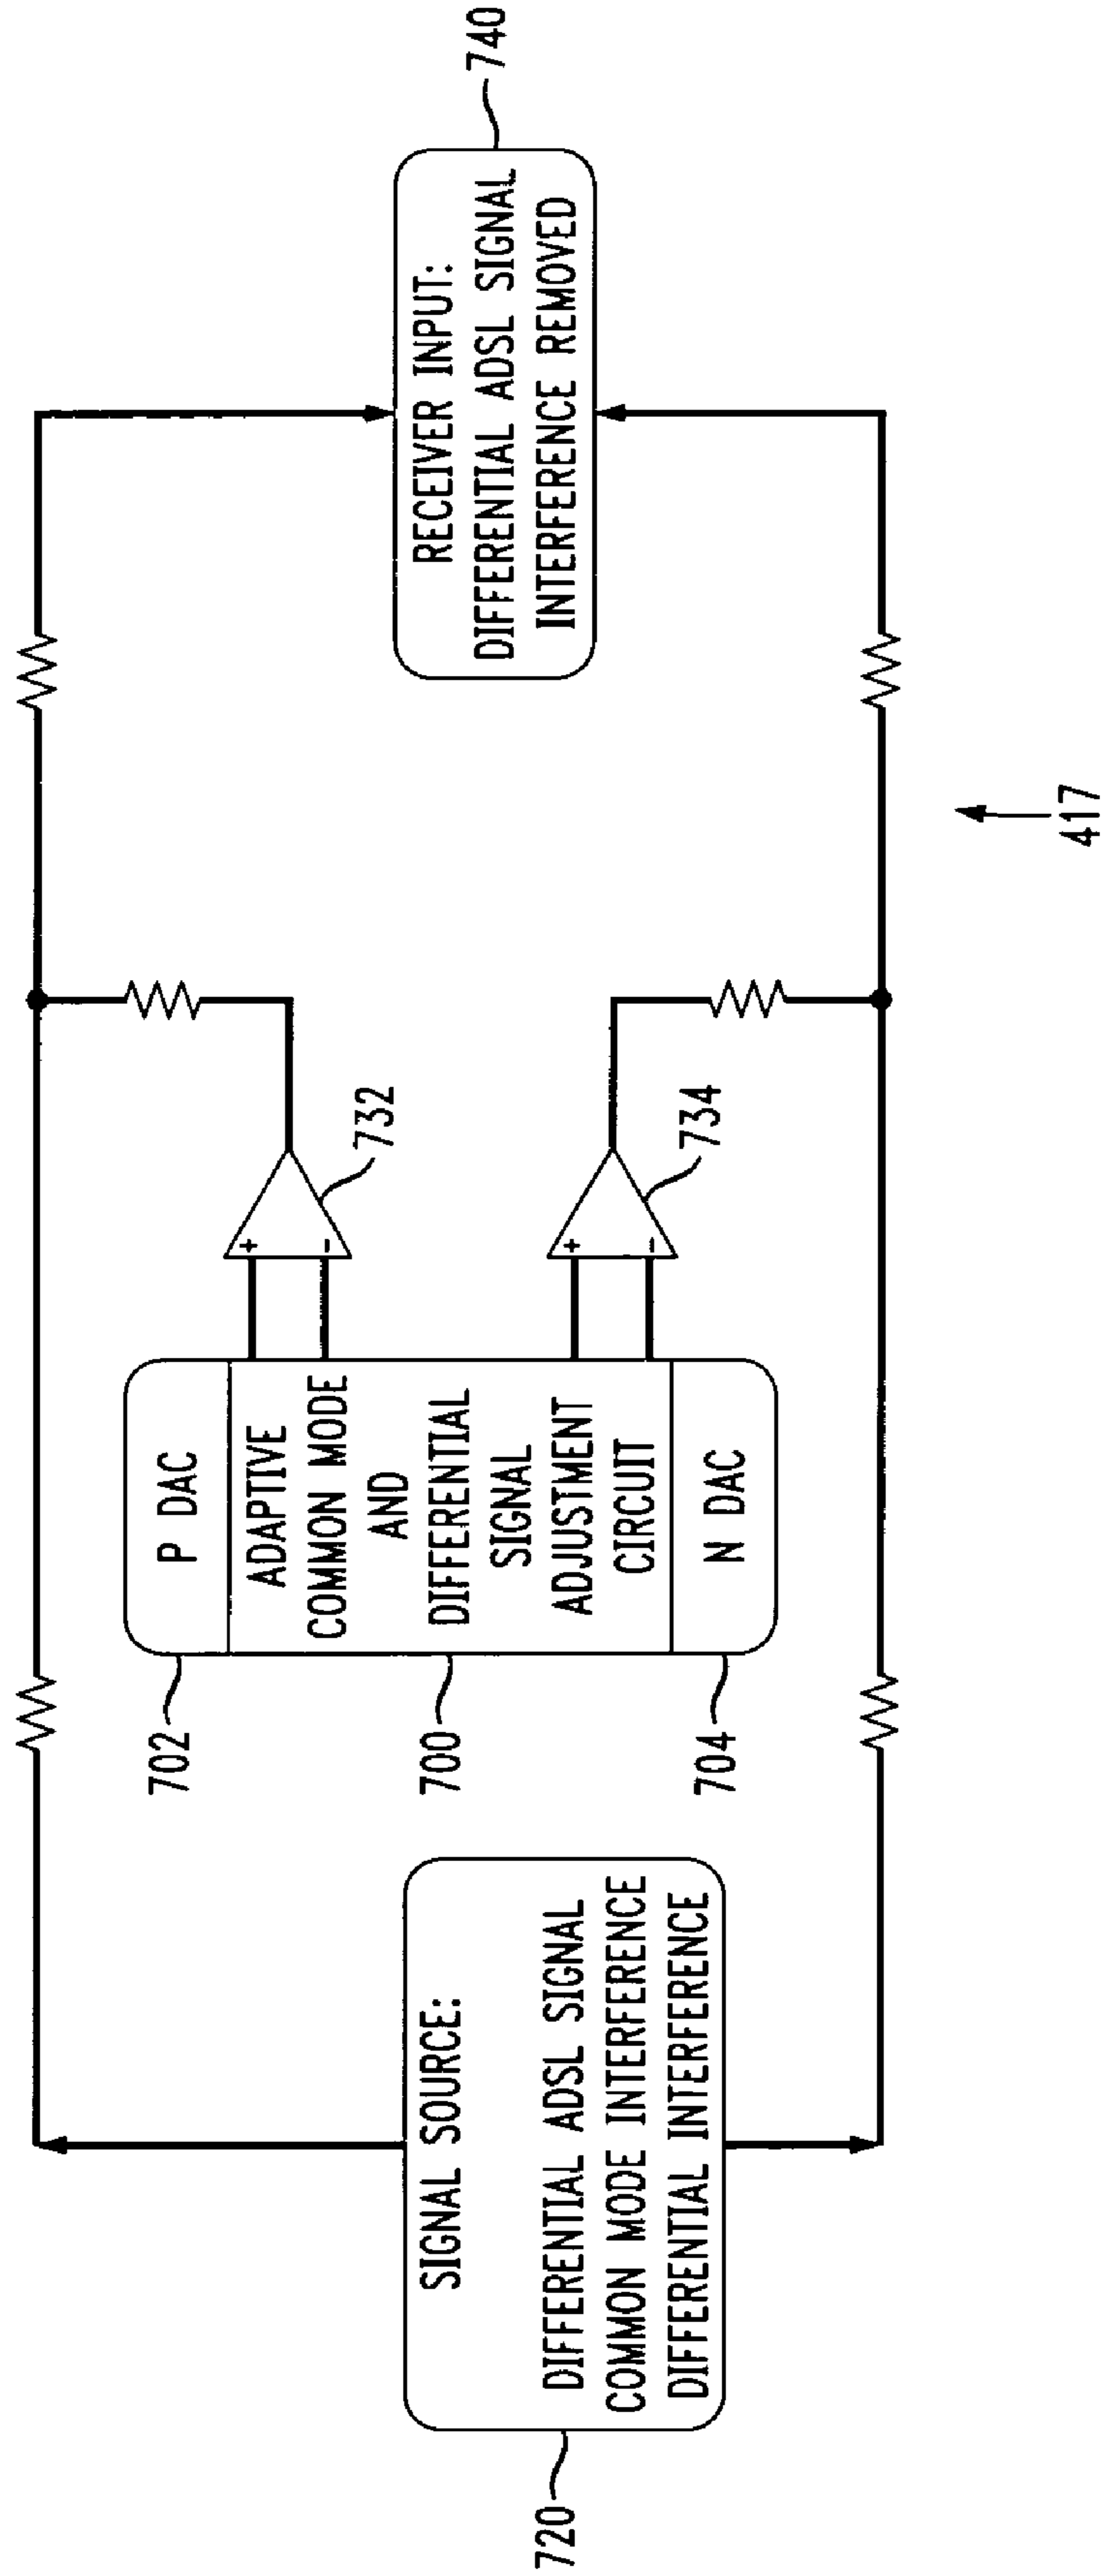 SIGNAL SOURCE:
DIFFERENTIAL ADSL SIGNAL
COMMON MODE INTERFERENCE
DIFFERENTIAL INTERFERENCE
720
702
P DAC
700
ADAPTIVE
COMMON MODE
AND
DIFFERENTIAL
SIGNAL
ADJUSTMENT
CIRCUIT
704
N DAC
+
-
732
+
-
734
RECEIVER INPUT:
DIFFERENTIAL ADSL SIGNAL
INTERFERENCE REMOVED
740
417